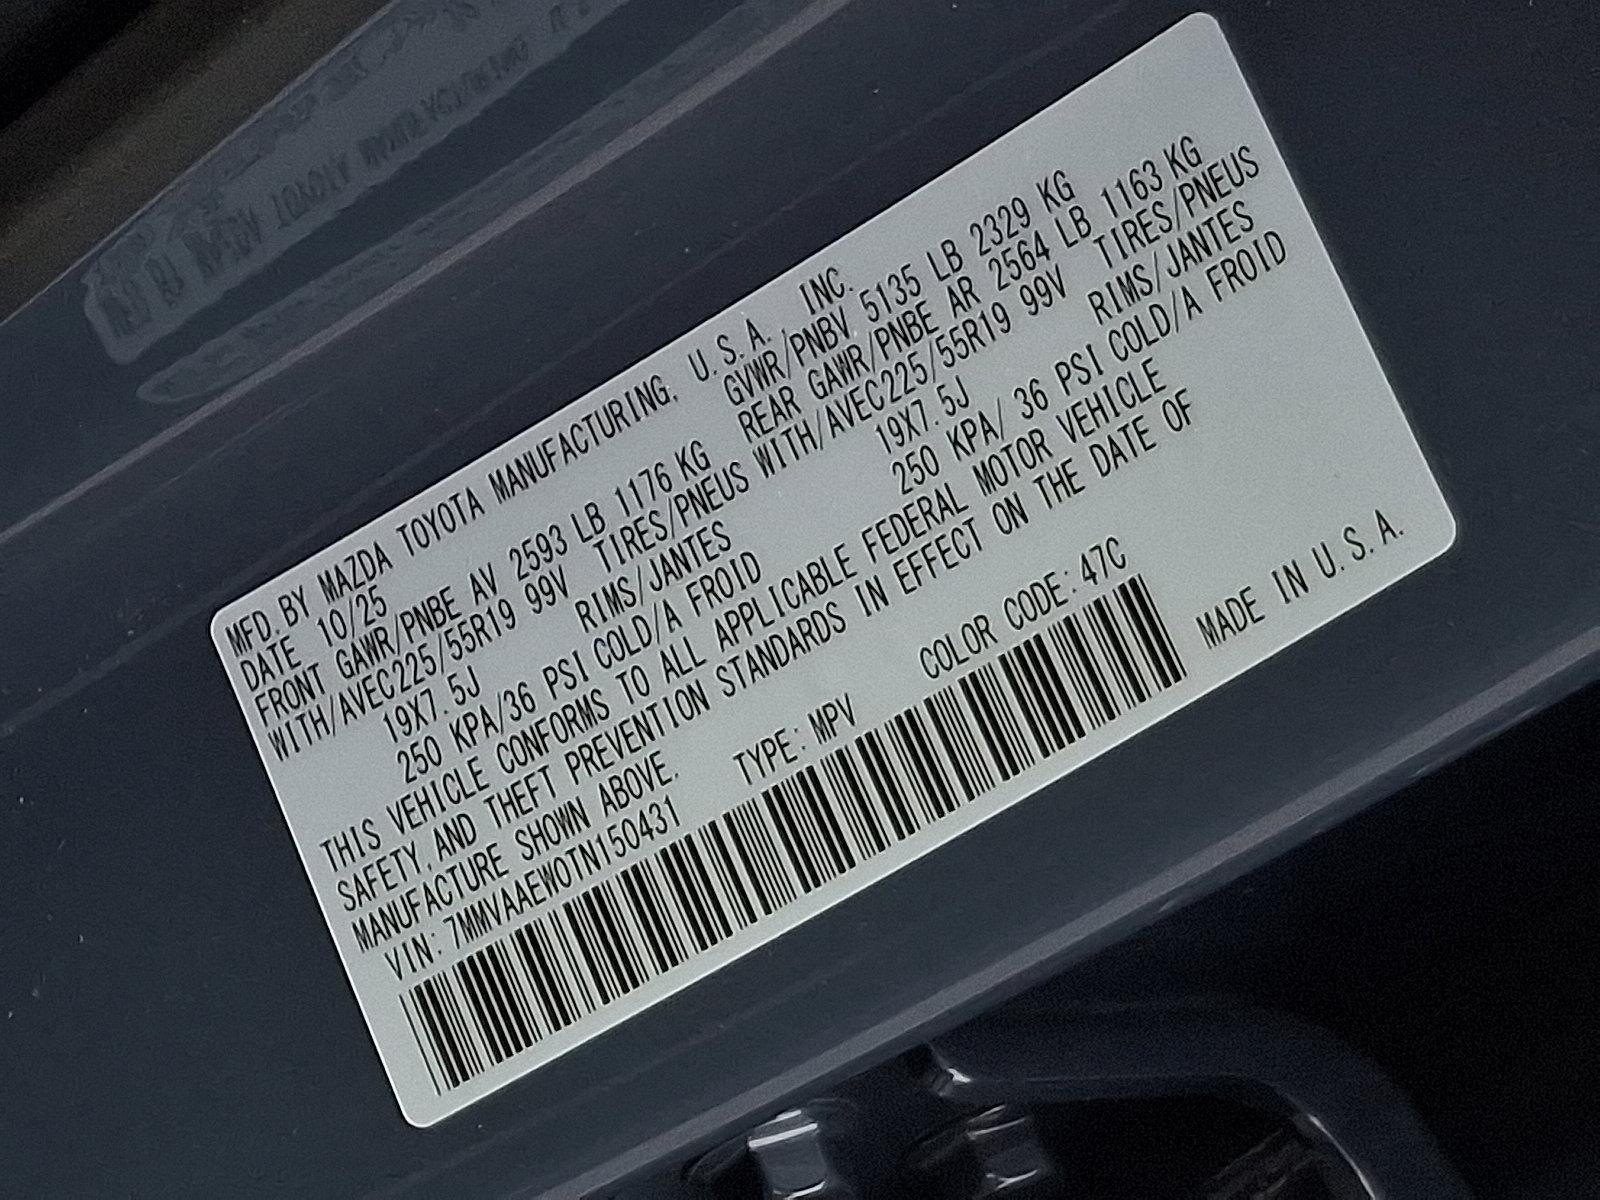 MFD. BY MAZDA TOYOTA MANUFACTURING, U.S.A. INC.
DATE 10/25 GVWR/PNBV 5135 LB 2329 KG
FRONT GAWR/PNBE AV 2593 LB 1176 KG REAR GAWR/PNBE AR 2564 LB 1163 KG
WITH/AVEC225/55R19 99V TIRES/PNEUS WITH/AVEC225/55R19 99V TIRES/PNEUS
19X7.5J RIMS/JANTES 19X7.5J RIMS/JANTES
250 KPA/36 PSI COLD/A FROID 250 KPA/ 36 PSI COLD/A FROID
THIS VEHICLE CONFORMS TO ALL APPLICABLE FEDERAL MOTOR VEHICLE
SAFETY, AND THEFT PREVENTION STANDARDS IN EFFECT ON THE DATE OF
MANUFACTURE SHOWN ABOVE.
VIN: 7MMVAAEW0TN150431 TYPE: MPV COLOR CODE: 47C
MADE IN U.S.A.